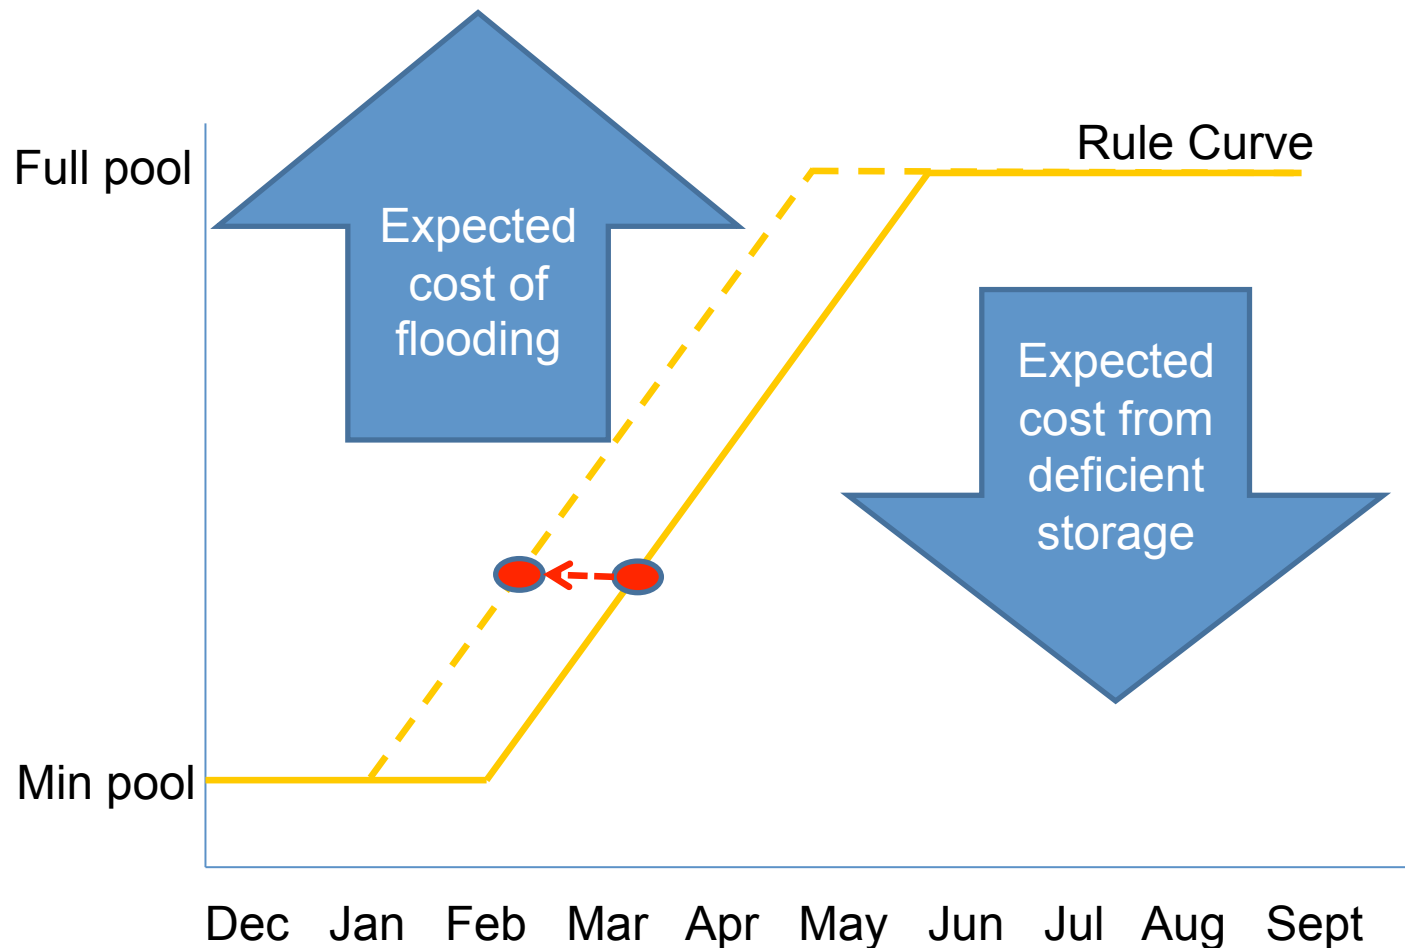 Rule Curve
Full pool
Expected
cost of
flooding
Expected
cost from
deficient
storage
Min pool
Dec Jan Feb Mar Apr May Jun Jul Aug Sept